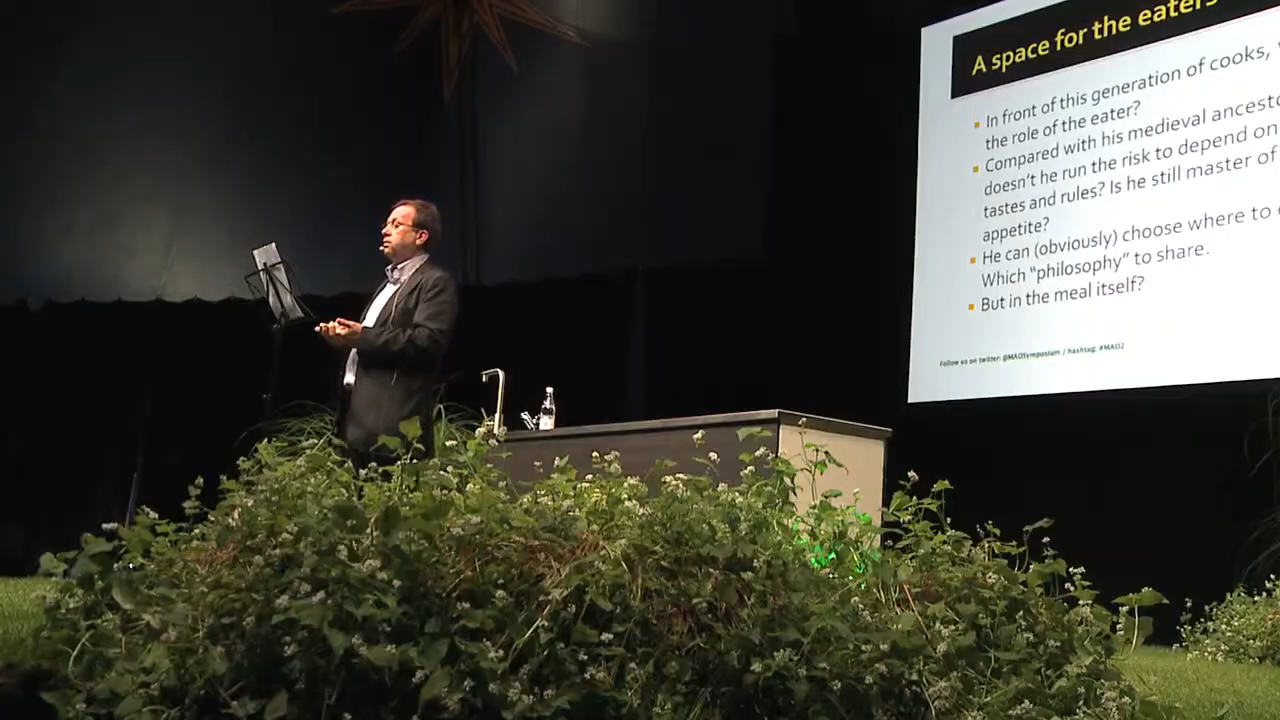 A space for the eaters
In front of this generation of cooks,
the role of the eater?
Compared with his medieval
doesn't he run the risk to depend on
tastes and rules? Is he still master of
appetite?
He can (obviously) choose where to
Which "philosophy" to share.
But in the meal itself?
Follow us on twitter: @MADSymposium / hashtag: #MAD2